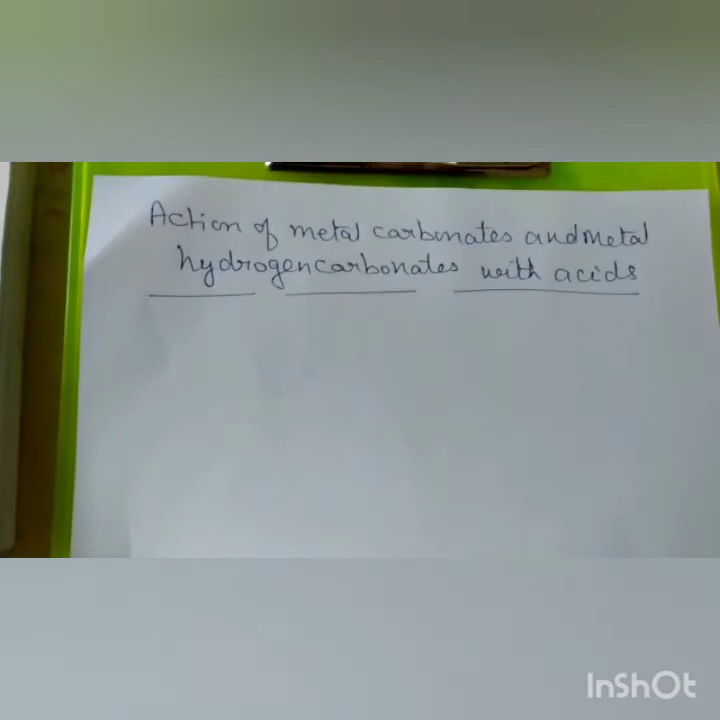 Action of metal carbonates and metal
hydrogencarbonates with acids
InShOt